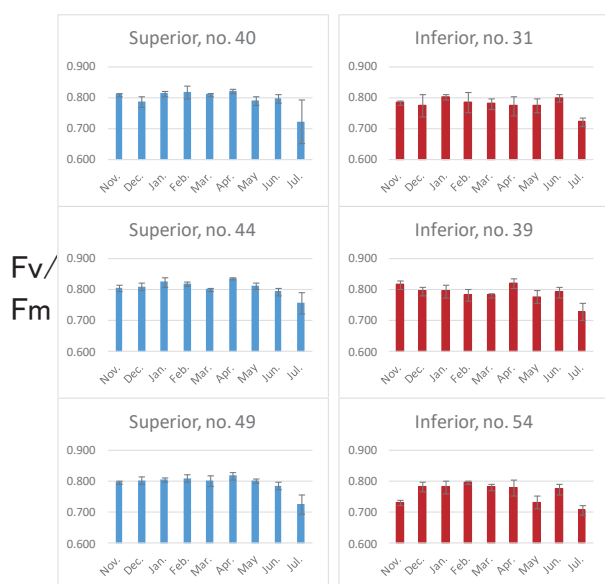 Superior, no. 40
0.900
0.800
0.700
0.600
Nov. Dec. Jan. Feb. Mar. Apr. May Jun. Jul.
Inferior, no. 31
0.900
0.800
0.700
0.600
Nov. Dec. Jan. Feb. Mar. Apr. May Jun. Jul.
Fv/
Fm
Superior, no. 44
0.900
0.800
0.700
0.600
Nov. Dec. Jan. Feb. Mar. Apr. May Jun. Jul.
Inferior, no. 39
0.900
0.800
0.700
0.600
Nov. Dec. Jan. Feb. Mar. Apr. May Jun. Jul.
Superior, no. 49
0.900
0.800
0.700
0.600
Nov. Dec. Jan. Feb. Mar. Apr. May Jun. Jul.
Inferior, no. 54
0.900
0.800
0.700
0.600
Nov. Dec. Jan. Feb. Mar. Apr. May Jun. Jul.